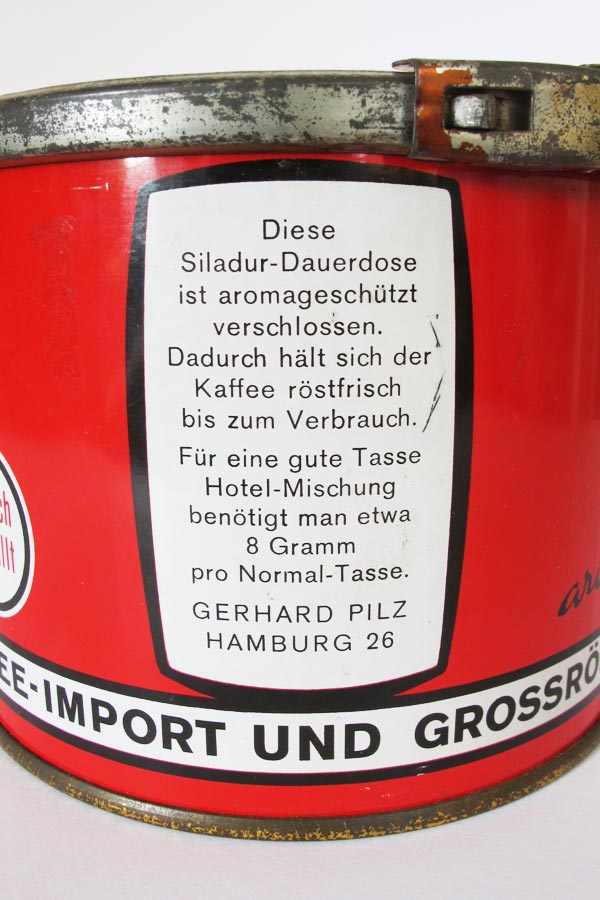 Diese
Siladur-Dauerdose
ist aromageschützt
verschlossen.
Dadurch hält sich der
Kaffee röstfrisch
bis zum Verbrauch.
Für eine gute Tasse
Hotel-Mischung
benötigt man etwa
8 Gramm
pro Normal-Tasse.
GERHARD PILZ
HAMBURG 26
EE-IMPORT UND GROSSRÖ